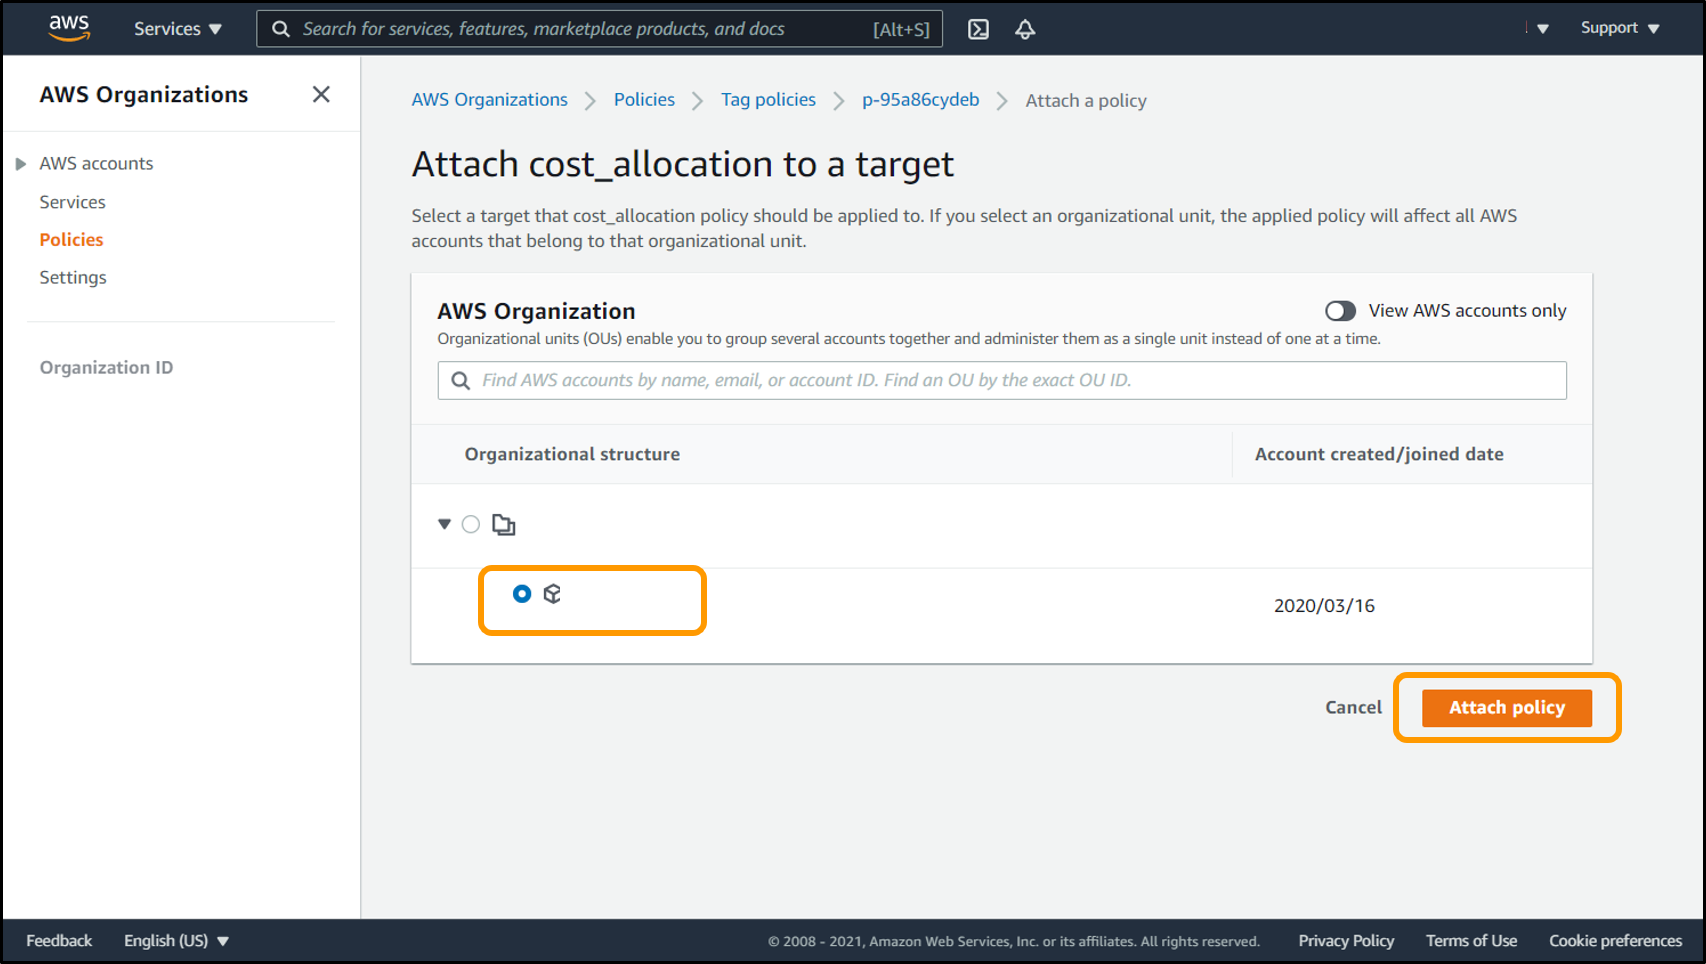 aws
Services
Search for services, features, marketplace products, and docs
[Alt+S]
Support
AWS Organizations
AWS accounts
Services
Policies
Settings
Organization ID
AWS Organizations
Policies
Tag policies
p-95a86cydeb
Attach a policy
Attach cost_allocation to a target
Select a target that cost_allocation policy should be applied to. If you select an organizational unit, the applied policy will affect all AWS
accounts that belong to that organizational unit.
AWS Organization
View AWS accounts only
Organizational units (OUs) enable you to group several accounts together and administer them as a single unit instead of one at a time.
Find AWS accounts by name, email, or account ID. Find an OU by the exact OU ID.
Organizational structure
Account created/joined date
2020/03/16
Cancel
Attach policy
Feedback
English (US)
© 2008 - 2021, Amazon Web Services, Inc. or its affiliates. All rights reserved.
Privacy Policy
Terms of Use
Cookie preferences